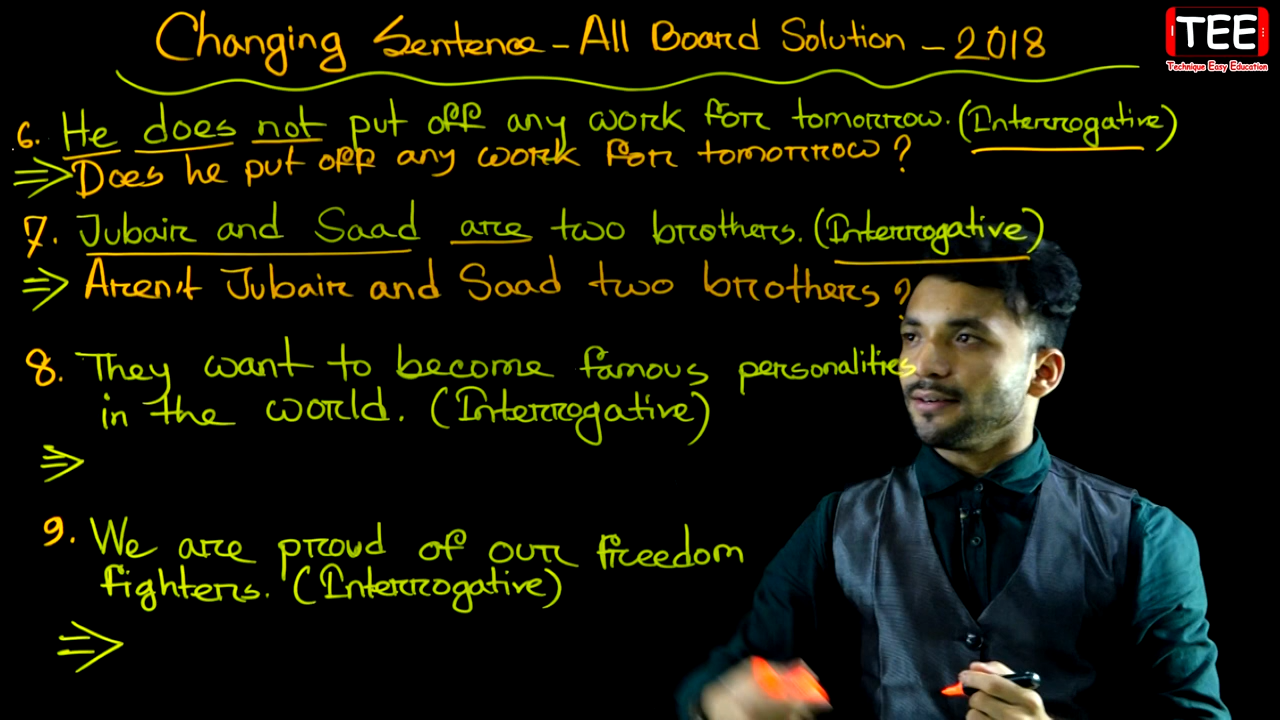 Changing Sentence - All Board Solution - 2018
TEE
Technique Easy Education
6. He does not put off any work for tomorrow. (Interrogative)
⇒ Does he put off any work for tomorrow?
7. Jubair and Saad are two brothers. (Interrogative)
⇒ Aren't Jubair and Saad two brothers?
8. They want to become famous personalities
in the world. (Interrogative)
⇒
9. We are proud of our freedom
fighters. (Interrogative)
⇒